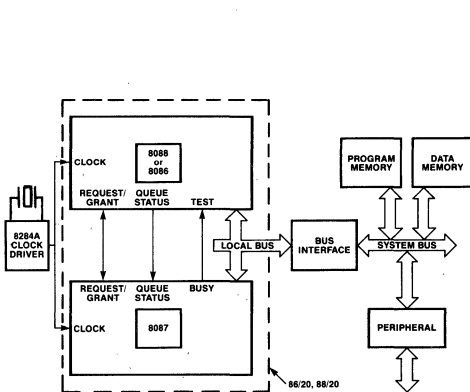 CLOCK
8088
or
8086
REQUEST/
GRANT
QUEUE
STATUS
TEST
8284A
CLOCK
DRIVER
LOCAL BUS
REQUEST/
GRANT
QUEUE
STATUS
BUSY
CLOCK
8087
86/20, 88/20
BUS
INTERFACE
PROGRAM
MEMORY
DATA
MEMORY
SYSTEM BUS
PERIPHERAL